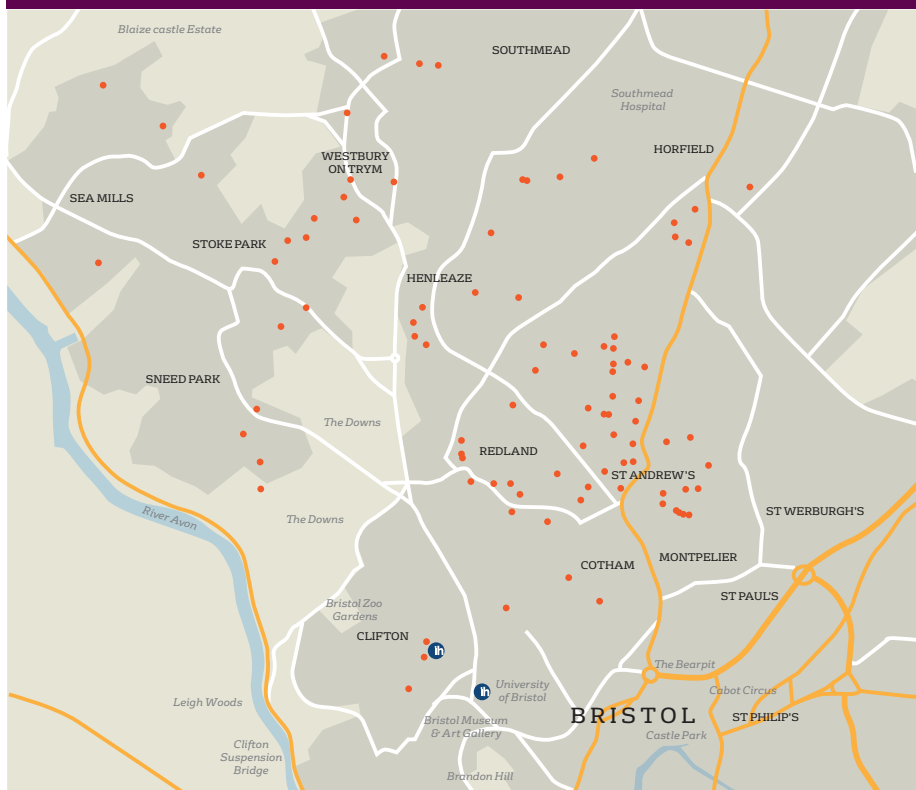 Blaize castle Estate
SOUTHMEAD
Southmead
Hospital
HORFIELD
WESTBURY
ON TRYM
SEA MILLS
STOKE PARK
HENLEAZE
SNEED PARK
The Downs
REDLAND
ST ANDREW'S
River Avon
The Downs
ST WERBURGH'S
MONTPELIER
COTHAM
ST PAUL'S
Bristol Zoo
Gardens
CLIFTON
ih
The Bearpit
ih
University
of Bristol
Cabot Circus
Leigh Woods
BRISTOL
ST PHILIP'S
Bristol Museum
& Art Gallery
Castle Park
Clifton
Suspension
Bridge
Brandon Hill